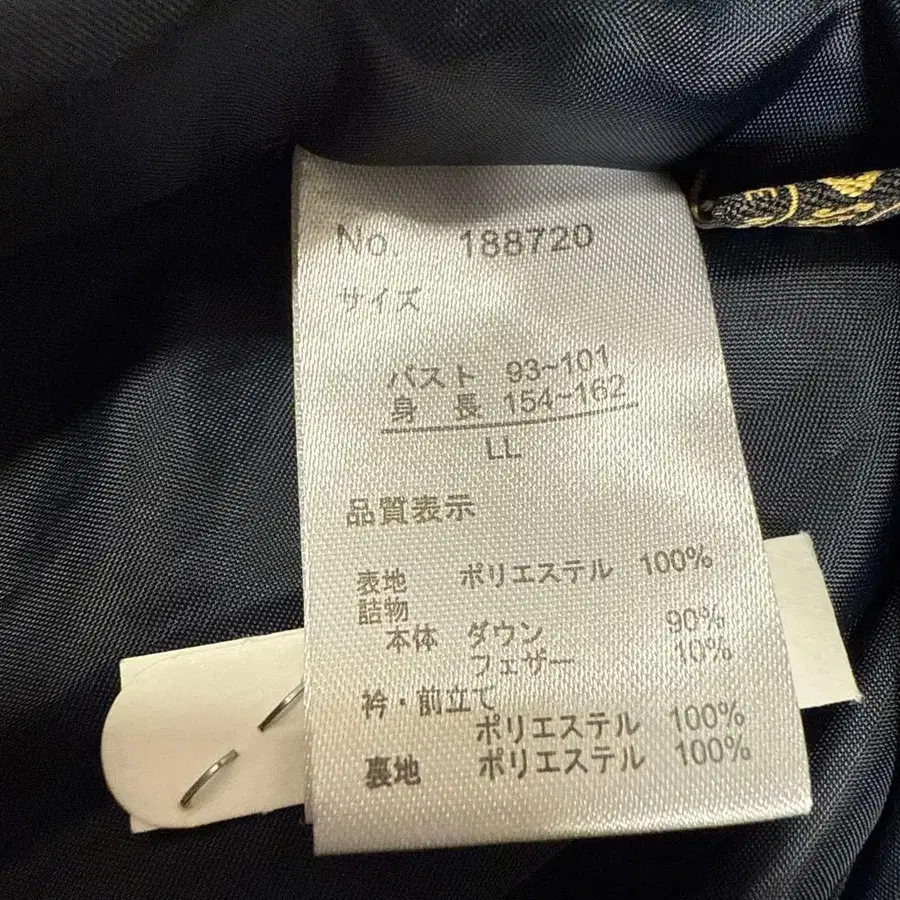 No. 188720
サイズ
バスト 93~101
身長 154~162
LL
品質表示
表地 ポリエステル 100%
詰物
本体 ダウン 90%
フェザー 10%
衿・前立て
ポリエステル 100%
裏地 ポリエステル 100%